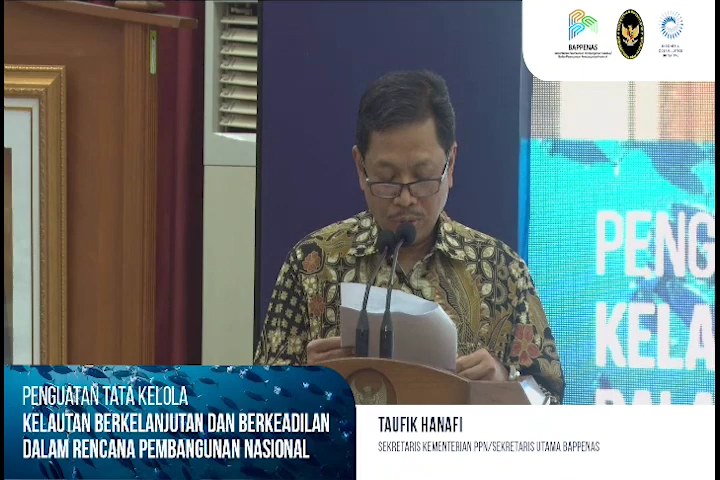 BAPPENAS
PENG
KELA
DALA
PENGUATAN TATA KELOLA
KELAUTAN BERKELANJUTAN DAN BERKEADILAN
DALAM RENCANA PEMBANGUNAN NASIONAL
TAUFIK HANAFI
SEKRETARIS KEMENTERIAN PPN/SEKRETARIS UTAMA BAPPENAS